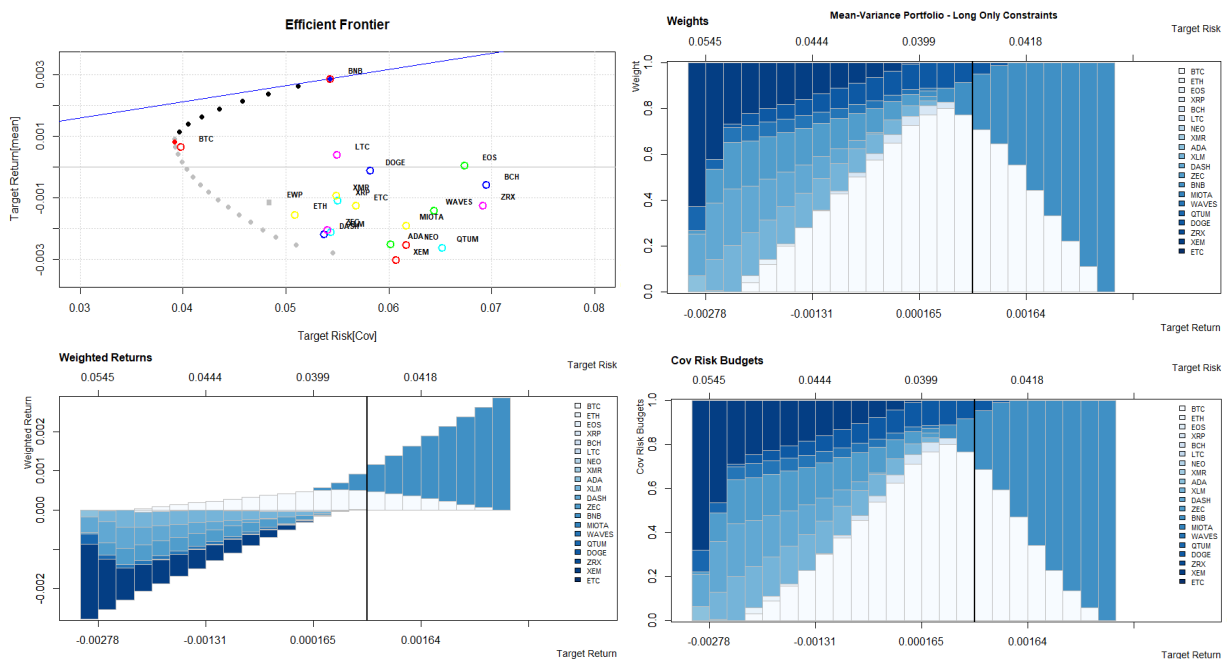 Efficient Frontier
Target Return[mean]
0.003
0.001
-0.001
-0.003
BNB
BTC
LTC
DOGE
EOS
BCH
XMR
XRP
ETC
EWP
ZRX
WAVES
ETH
MIOTA
ZEC
DASH
ADA
NEO
QTUM
XEM
0.03
0.04
0.05
0.06
0.07
0.08
Target Risk[Cov]
Mean-Variance Portfolio - Long Only Constraints
Weights
Target Risk
0.0545
0.0444
0.0399
0.0418
Weight
1.0
0.8
0.6
0.4
0.2
0.0
BTC
ETH
EOS
XRP
BCH
LTC
NEO
XMR
ADA
XLM
DASH
ZEC
BNB
MIOTA
WAVES
QTUM
DOGE
ZRX
XEM
ETC
-0.00278
-0.00131
0.000165
0.00164
Target Return
Weighted Returns
Target Risk
0.0545
0.0444
0.0399
0.0418
Weighted Return
0.002
0.001
0.000
-0.002
BTC
ETH
EOS
XRP
BCH
LTC
NEO
XMR
ADA
XLM
DASH
ZEC
BNB
MIOTA
WAVES
QTUM
DOGE
ZRX
XEM
ETC
-0.00278
-0.00131
0.000165
0.00164
Target Return
Cov Risk Budgets
Target Risk
0.0545
0.0444
0.0399
0.0418
Cov Risk Budgets
1.0
0.8
0.6
0.4
0.2
0.0
BTC
ETH
EOS
XRP
BCH
LTC
NEO
XMR
ADA
XLM
DASH
ZEC
BNB
MIOTA
WAVES
QTUM
DOGE
ZRX
XEM
ETC
-0.00278
-0.00131
0.000165
0.00164
Target Return